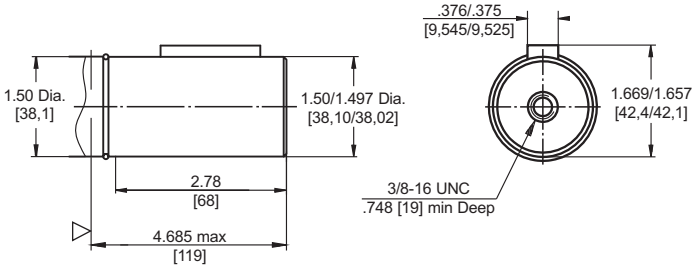 .376/.375
[9,545/9,525]
1.50 Dia.
[38,1]
1.50/1.497 Dia.
[38,10/38,02]
1.669/1.657
[42,4/42,1]
2.78
[68]
3/8-16 UNC
.748 [19] min Deep
4.685 max
[119]